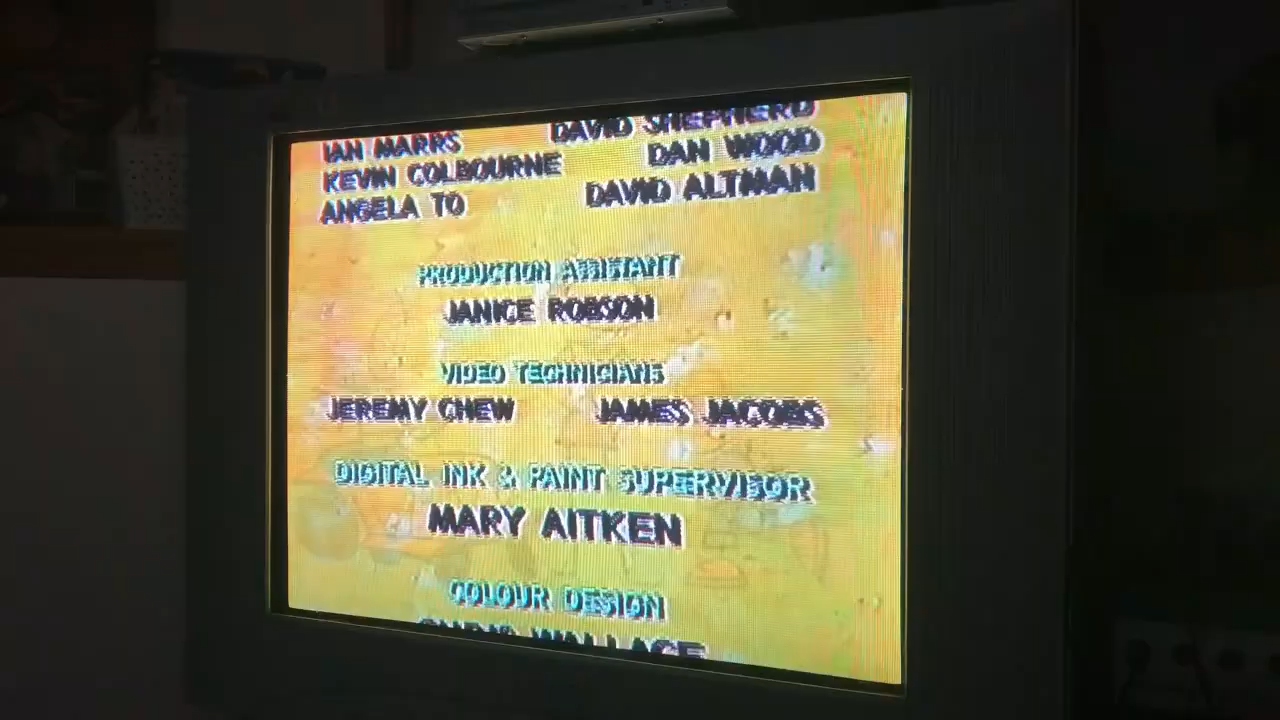 IAN MARRS DAVID SHEPHERD
KEVIN COLBOURNE DAN WOOD
ANGELA TO DAVID ALTMAN
PRODUCTION ASSISTANT
JANICE ROBSON
VIDEO TECHNICIANS
JEREMY CHEW JAMES JACOBS
DIGITAL INK & PAINT SUPERVISOR
MARY AITKEN
COLOUR DESIGN
WALLACE